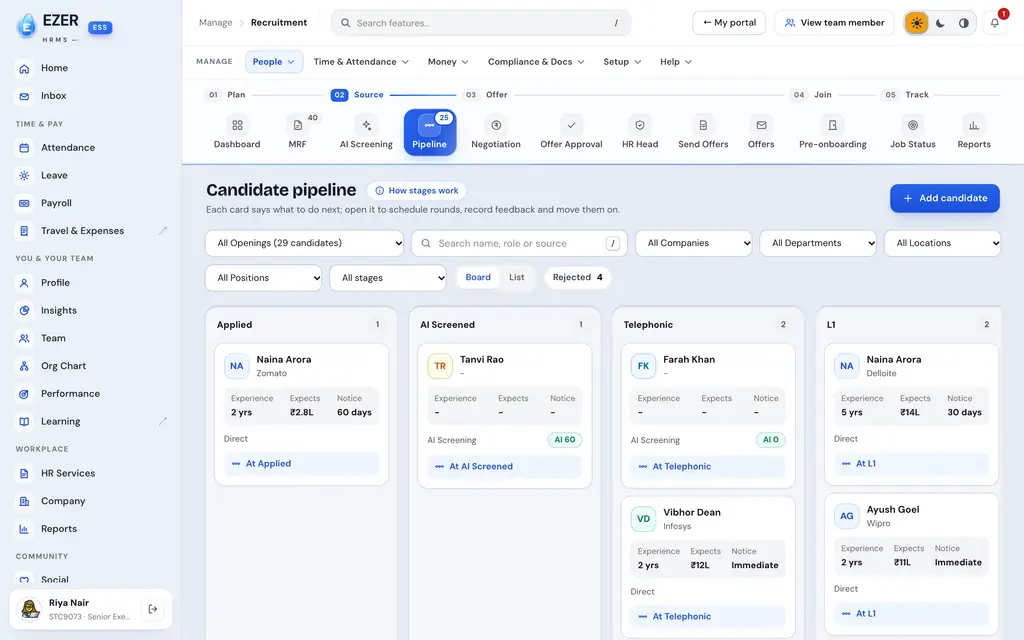 EZER
HRMS
ESS
Home
Inbox
TIME & PAY
Attendance
Leave
Payroll
Travel & Expenses
YOU & YOUR TEAM
Profile
Insights
Team
Org Chart
Performance
Learning
WORKPLACE
HR Services
Company
Reports
COMMUNITY
Social
Riya Nair
STC9073 · Senior Exe...
Manage > Recruitment
Search features... /
← My portal
View team member
1
MANAGE People Time & Attendance Money Compliance & Docs Setup Help
01 Plan 02 Source 03 Offer 04 Join 05 Track
Dashboard
MRF 40
AI Screening
Pipeline 25
Negotiation
Offer Approval
HR Head
Send Offers
Offers
Pre-onboarding
Job Status
Reports
Candidate pipeline
How stages work
Each card says what to do next; open it to schedule rounds, record feedback and move them on.
+ Add candidate
All Openings (29 candidates)
Search name, role or source /
All Companies
All Departments
All Locations
All Positions
All stages
Board List
Rejected 4
Applied 1
NA Naina Arora
Zomato
Experience Expects Notice
2 yrs ₹2.8L 60 days
Direct
At Applied
AI Screened 1
TR Tanvi Rao
-
Experience Expects Notice
- - -
AI Screening AI 60
At AI Screened
Telephonic 2
FK Farah Khan
-
Experience Expects Notice
- - -
AI Screening AI 0
At Telephonic
VD Vibhor Dean
Infosys
Experience Expects Notice
2 yrs ₹12L Immediate
Direct
At Telephonic
L1 2
NA Naina Arora
Delloite
Experience Expects Notice
5 yrs ₹14L 30 days
Direct
At L1
AG Ayush Goel
Wipro
Experience Expects Notice
2 yrs ₹11L Immediate
Direct
At L1